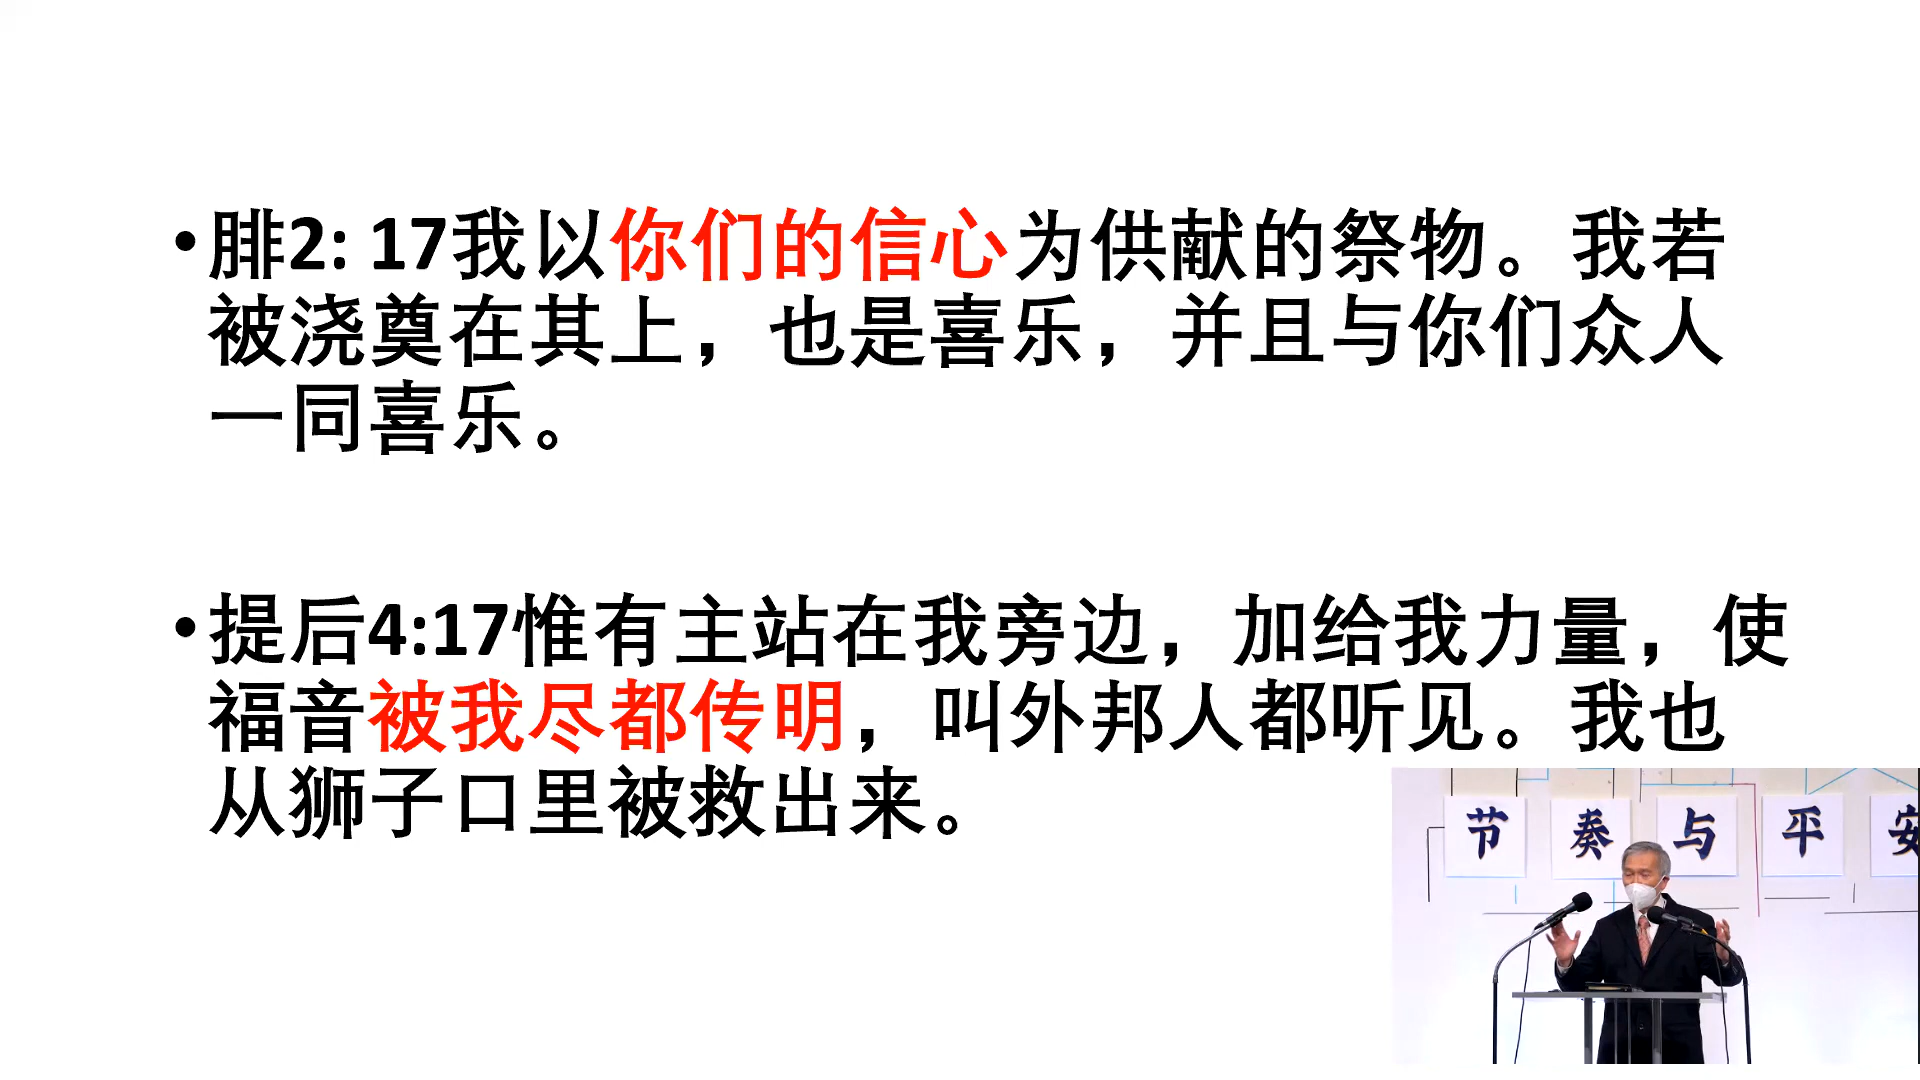 •腓2: 17我以你们的信心为供献的祭物。我若
被浇奠在其上，也是喜乐，并且与你们众人
一同喜乐。
•提后4:17惟有主站在我旁边，加给我力量，使
福音被我尽都传明，叫外邦人都听见。我也
从狮子口里被救出来。
节奏与平安